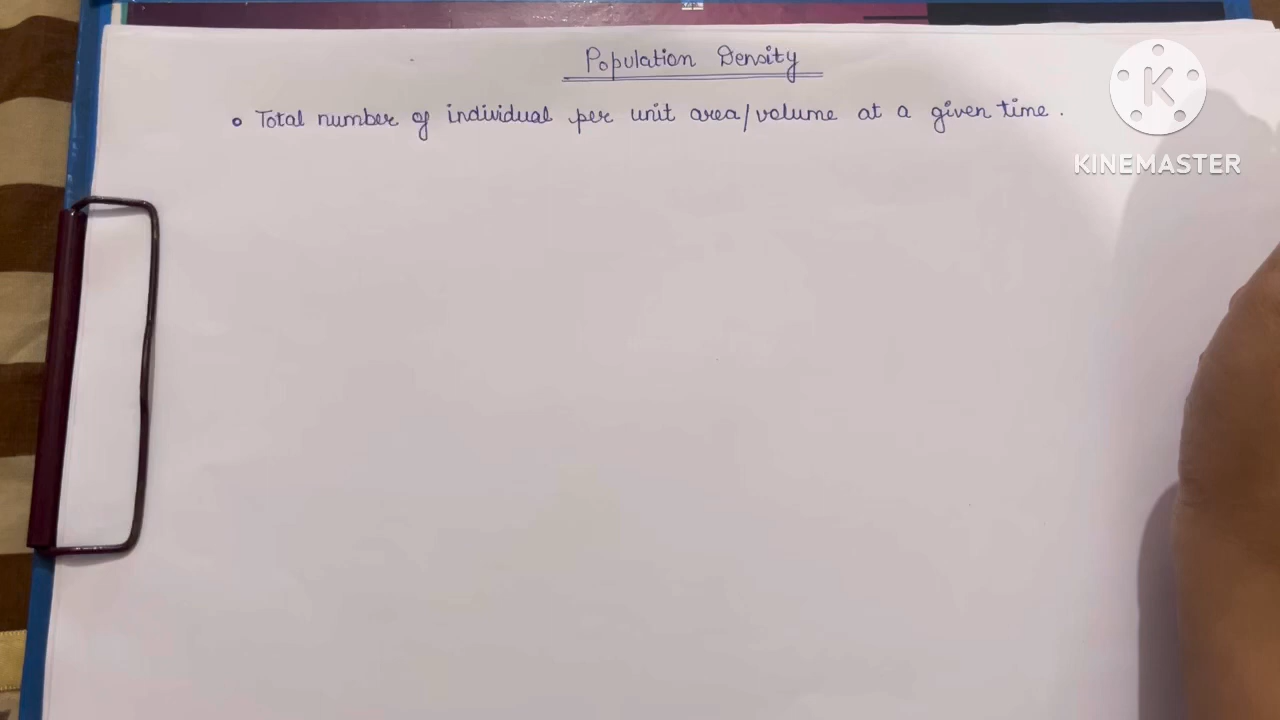 Population Density
• Total number of individual per unit area/volume at a given time.
K
KINEMASTER